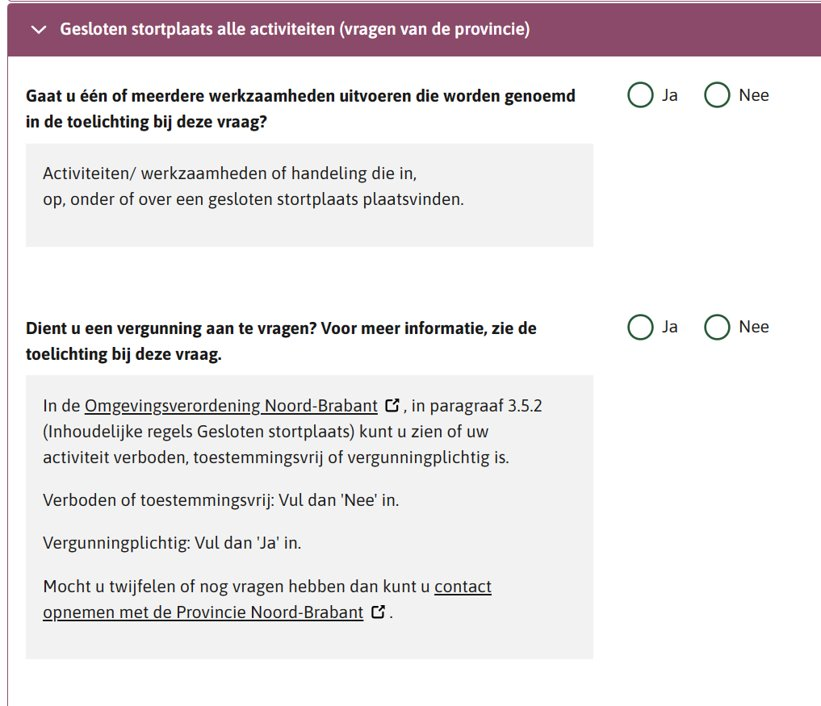 Gesloten stortplaats alle activiteiten (vragen van de provincie)
Gaat u één of meerdere werkzaamheden uitvoeren die worden genoemd
in de toelichting bij deze vraag?
Ja
Nee
Activiteiten/ werkzaamheden of handeling die in,
op, onder of over een gesloten stortplaats plaatsvinden.
Dient u een vergunning aan te vragen? Voor meer informatie, zie de
toelichting bij deze vraag.
Ja
Nee
In de Omgevingsverordening Noord-Brabant , in paragraaf 3.5.2
(Inhoudelijke regels Gesloten stortplaats) kunt u zien of uw
activiteit verboden, toestemmingsvrij of vergunningplichtig is.
Verboden of toestemmingsvrij: Vul dan 'Nee' in.
Vergunningplichtig: Vul dan 'Ja' in.
Mocht u twijfelen of nog vragen hebben dan kunt u contact
opnemen met de Provincie Noord-Brabant .